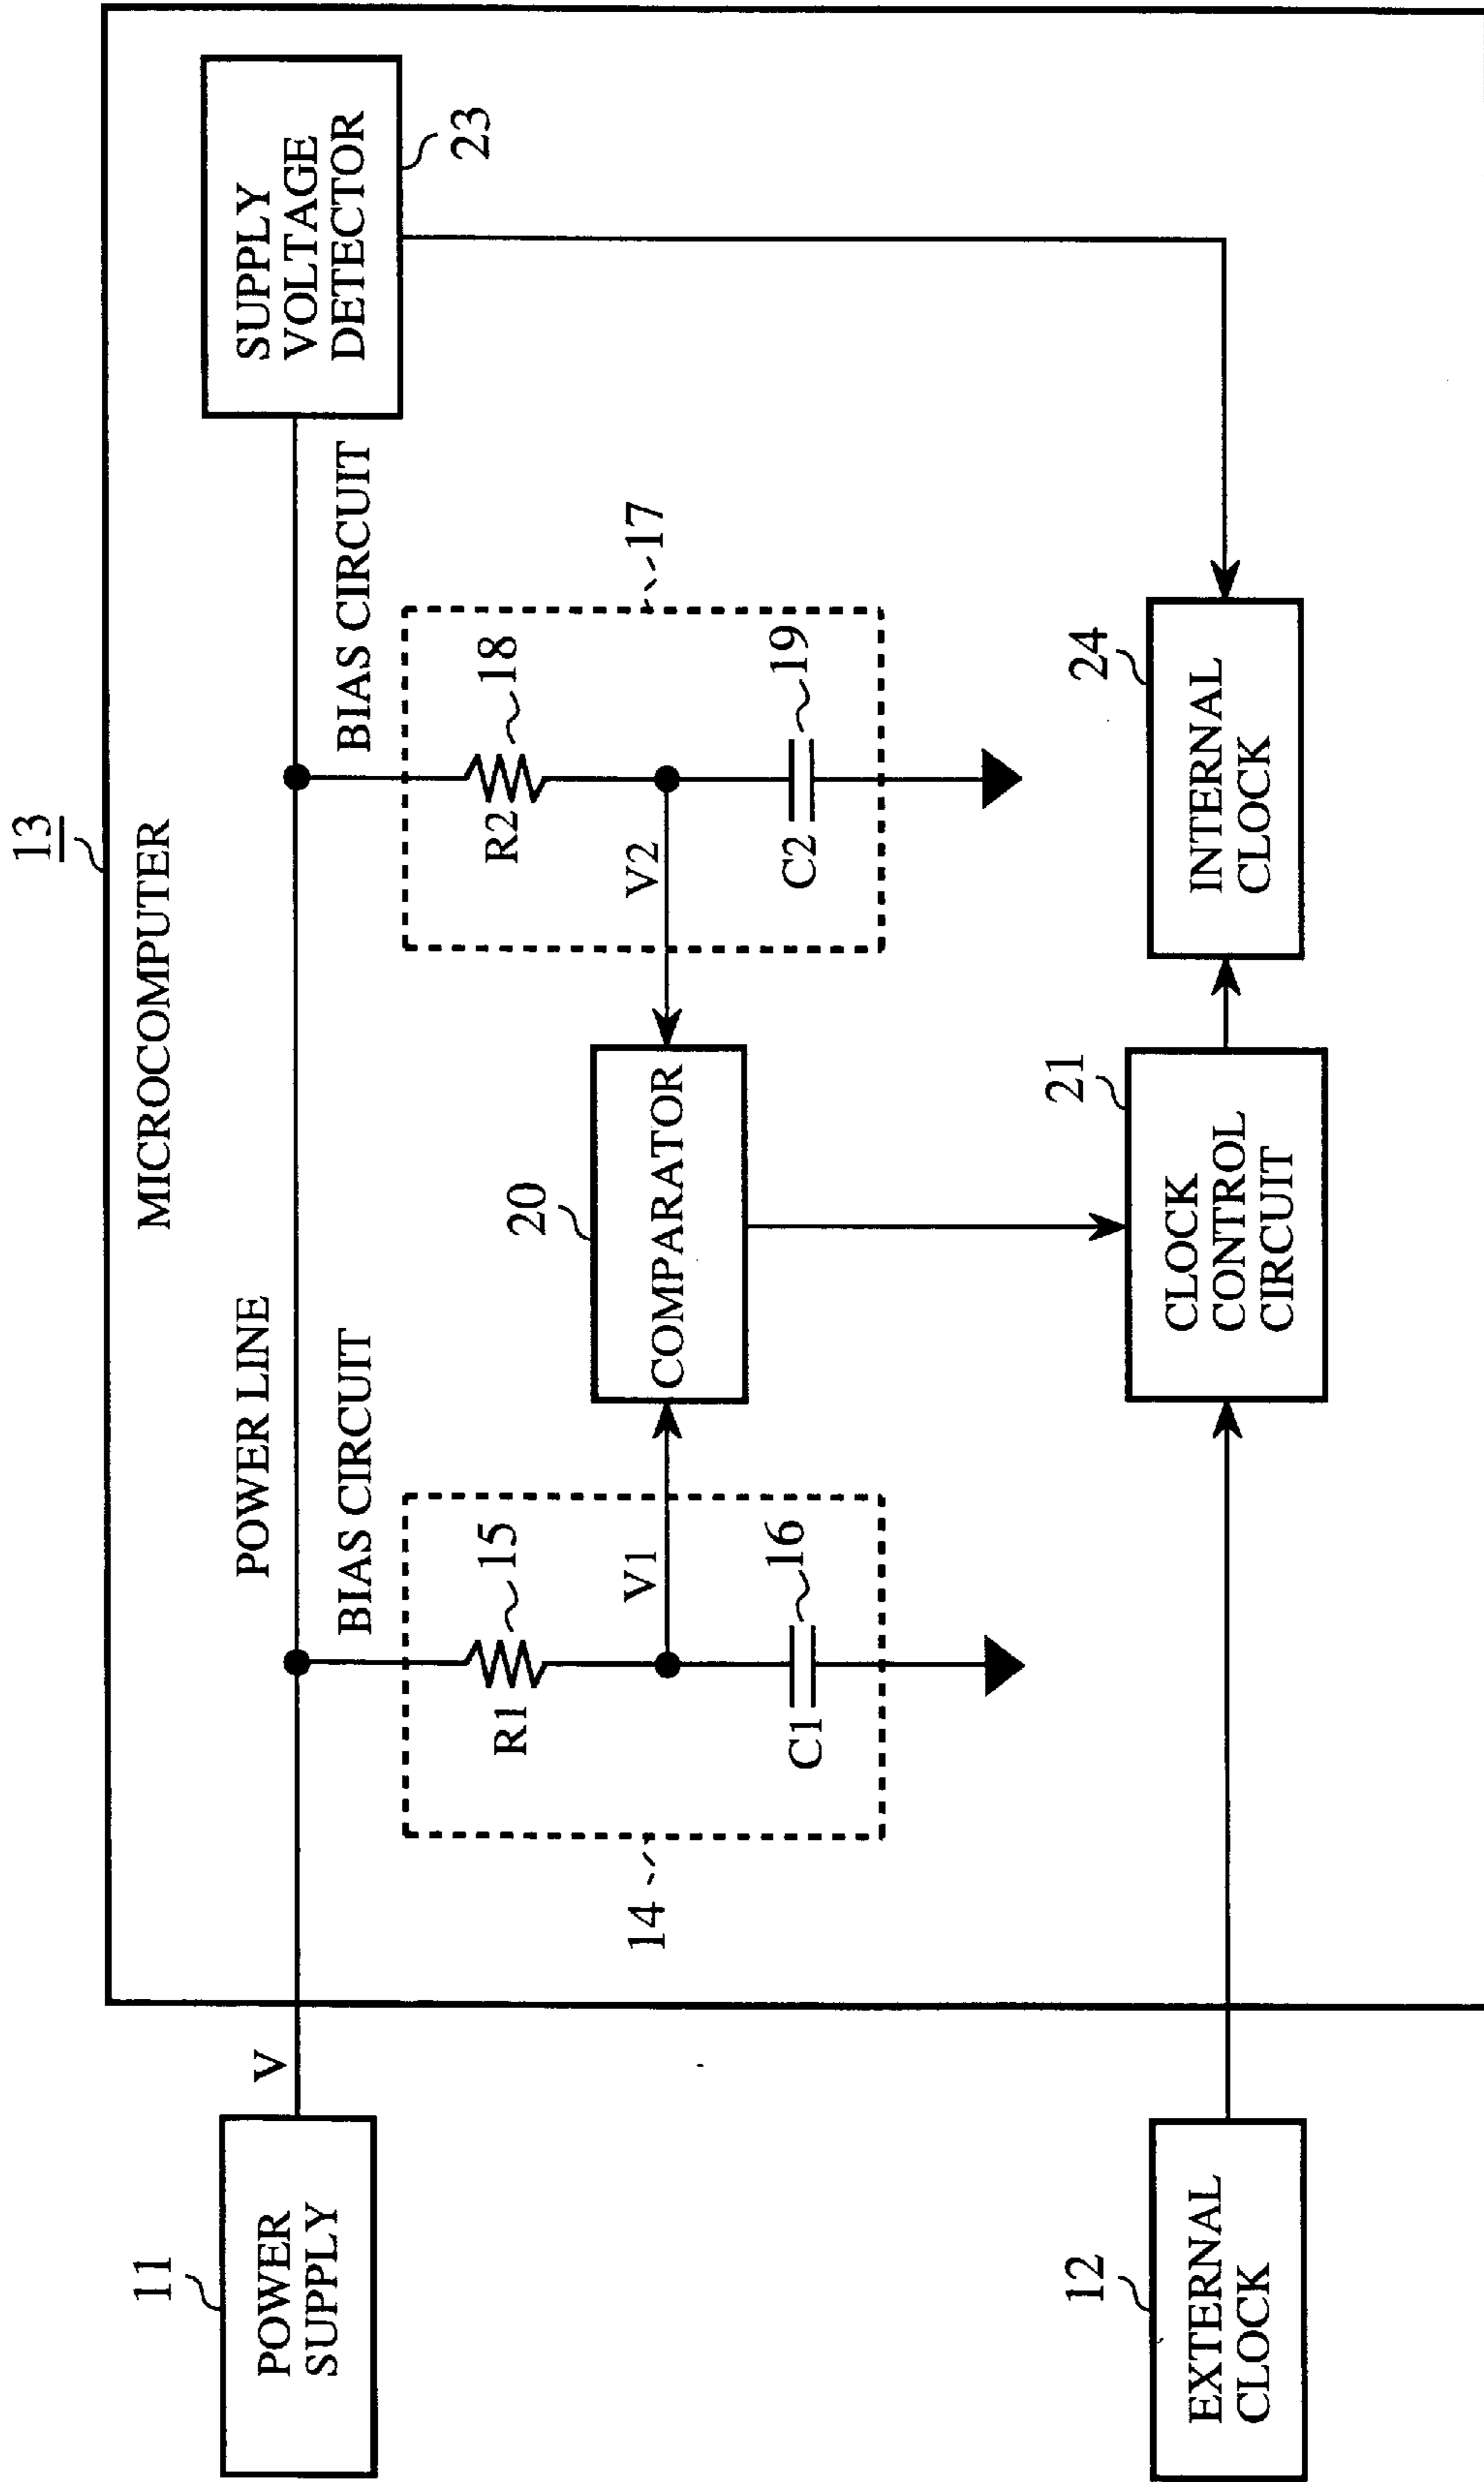 13
MICROCOMPUTER
11
POWER
SUPPLY
V
POWER LINE
BIAS CIRCUIT
BIAS CIRCUIT
SUPPLY
VOLTAGE
DETECTOR
23
14
R1
15
V1
C1
16
20
COMPARATOR
17
R2
18
V2
C2
19
12
EXTERNAL
CLOCK
21
CLOCK
CONTROL
CIRCUIT
24
INTERNAL
CLOCK